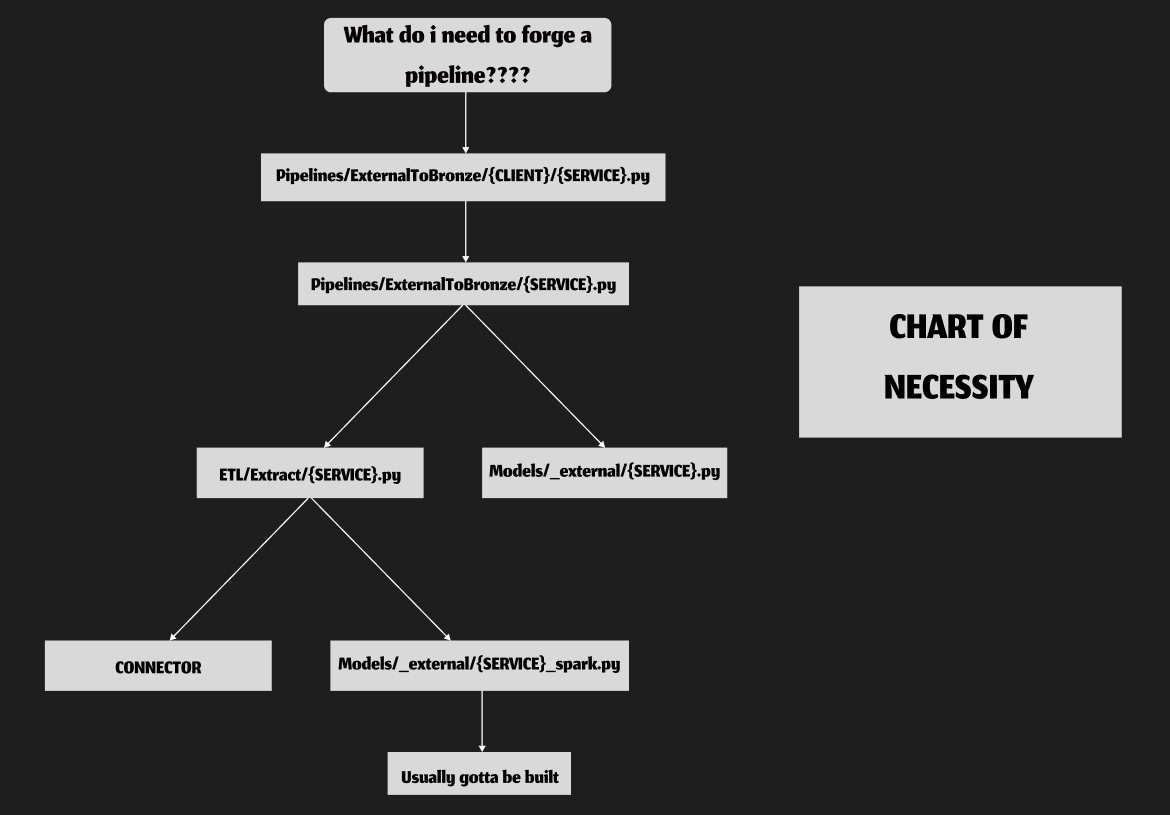 What do i need to forge a
pipeline????
Pipelines/ExternalToBronze/{CLIENT}/{SERVICE}.py
Pipelines/ExternalToBronze/{SERVICE}.py
CHART OF
NECESSITY
ETL/Extract/{SERVICE}.py
Models/_external/{SERVICE}.py
CONNECTOR
Models/_external/{SERVICE}_spark.py
Usually gotta be built